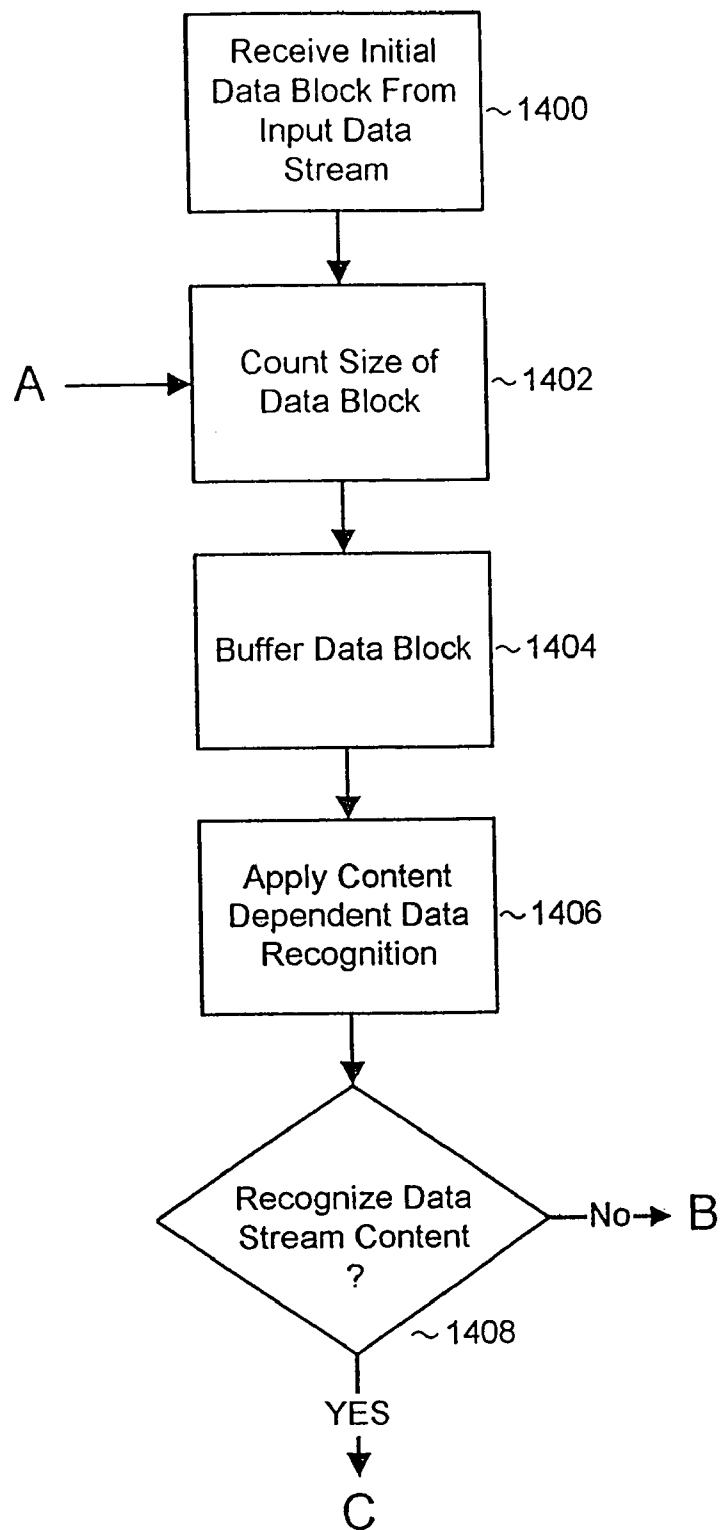 Receive Initial
Data Block From
Input Data
Stream
~1400
A
Count Size of
Data Block
~1402
Buffer Data Block
~1404
Apply Content
Dependent Data
Recognition
~1406
Recognize Data
Stream Content
?
No
B
~1408
YES
C